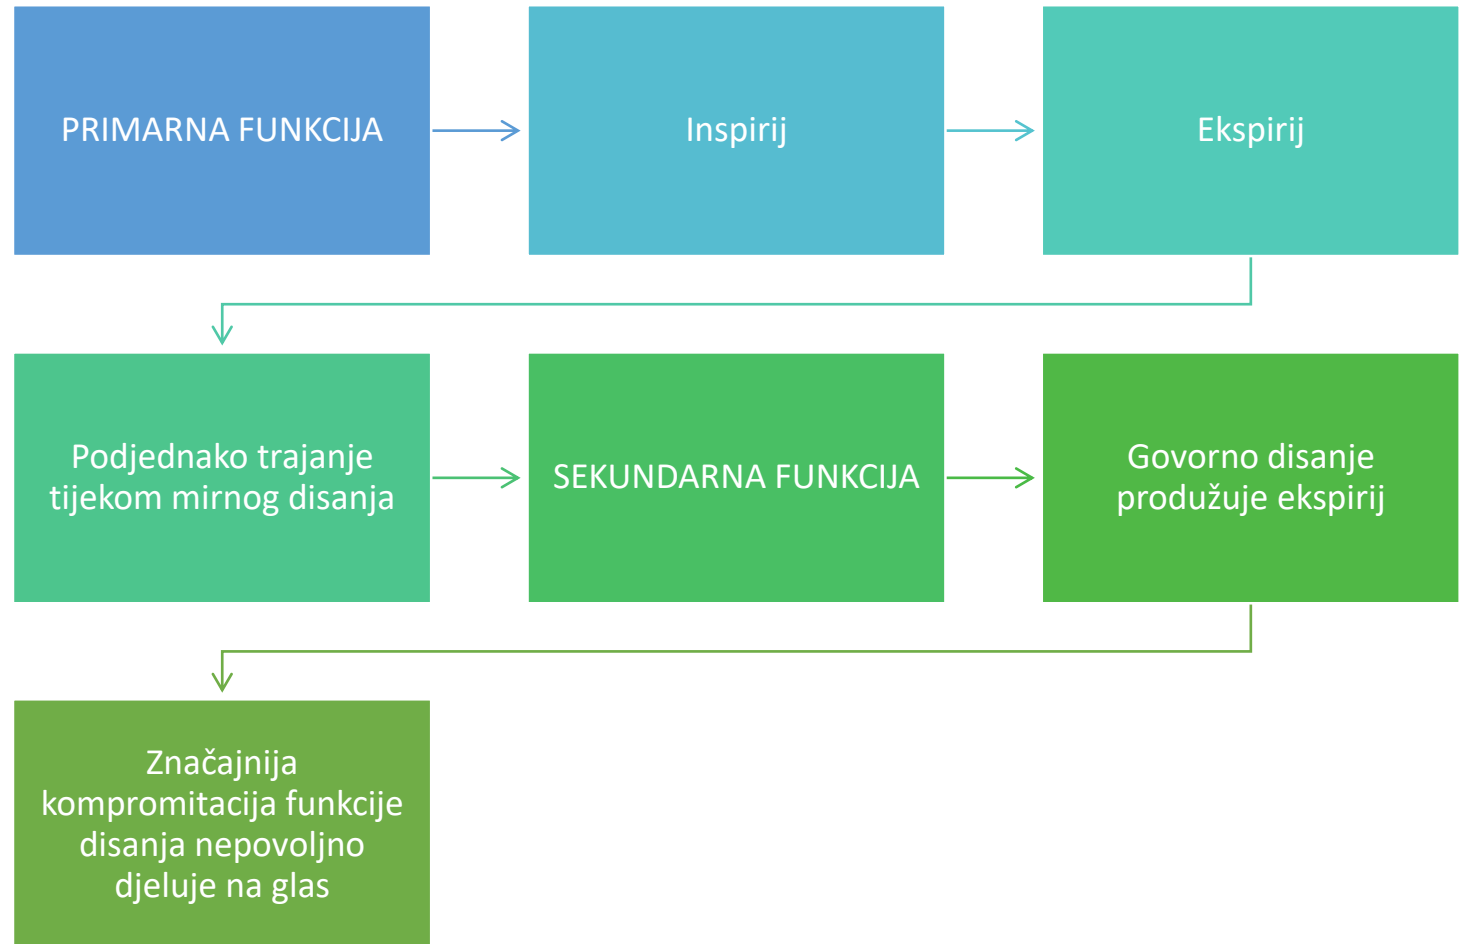 PRIMARNA FUNKCIJA
Inspirij
Ekspirij
Podjednako trajanje
tijekom mirnog disanja
SEKUNDARNA FUNKCIJA
Govorno disanje
produžuje ekspirij
Značajnija
kompromitacija funkcije
disanja nepovoljno
djeluje na glas